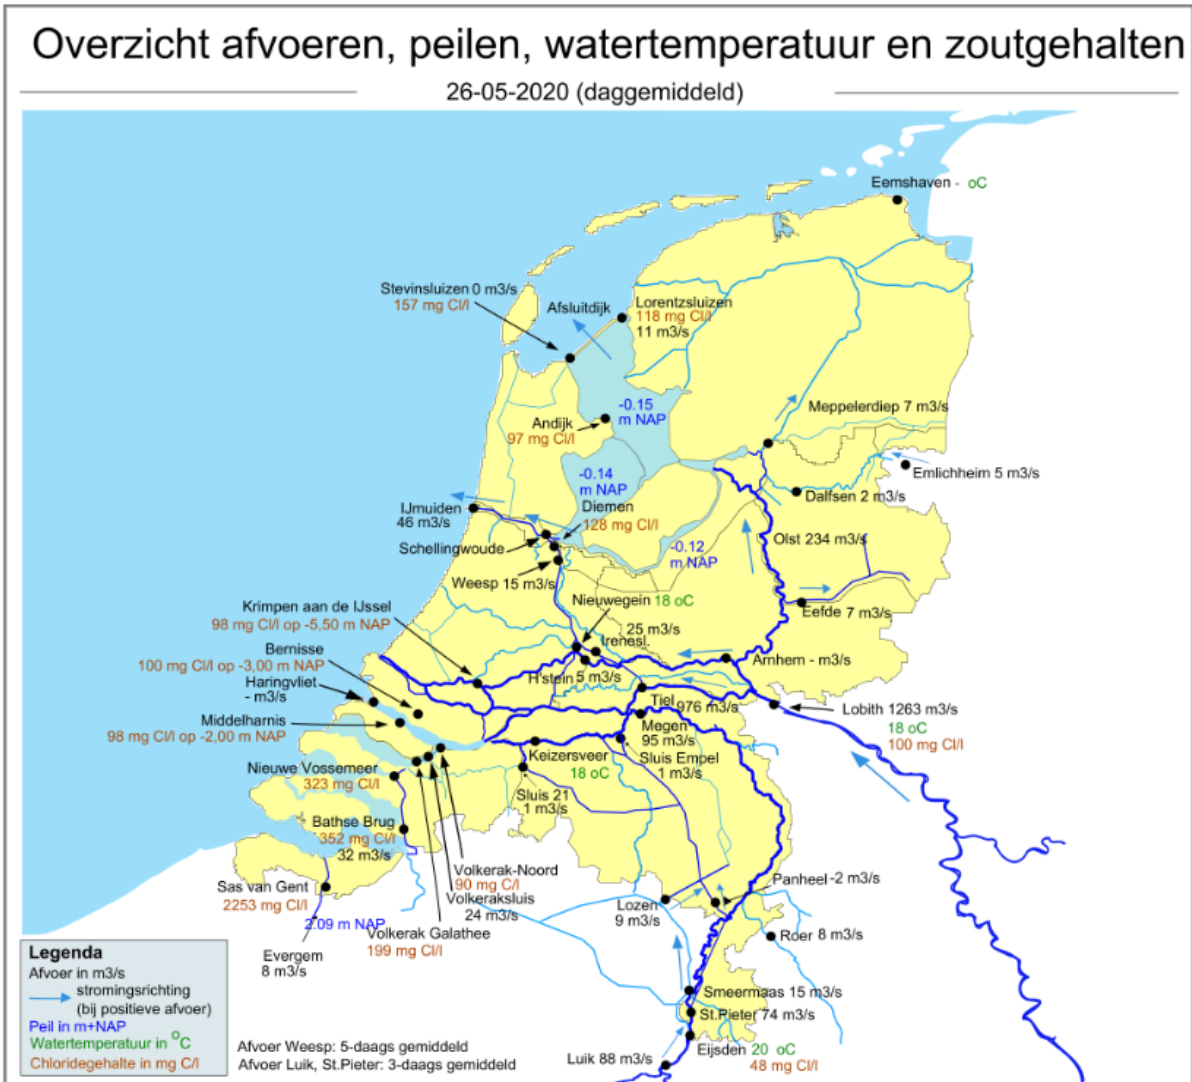 Overzicht afvoeren, peilen, watertemperatuur en zoutgehalten
26-05-2020 (daggemiddeld)
Eemshaven - oC
Stevinsluizen 0 m3/s
157 mg Cl/l
Afsluitdijk
Lorentzsluizen
118 mg Cl/l
11 m3/s
-0.15
m NAP
Andijk
97 mg Cl/l
Meppelerdiep 7 m3/s
Emlichheim 5 m3/s
-0.14
m NAP
Dalfsen 2 m3/s
IJmuiden
46 m3/s
Diemen
128 mg Cl/l
Schellingwoude
-0.12
m NAP
Olst 234 m3/s
Weesp 15 m3/s
Nieuwegein 18 oC
Eefde 7 m3/s
Krimpen aan de IJssel
98 mg Cl/l op -5,50 m NAP
25 m3/s
Irenesl.
Bernisse
100 mg Cl/l op -3,00 m NAP
Arnhem - m3/s
H'stein 5 m3/s
Haringvliet
- m3/s
Tiel 976 m3/s
Lobith 1263 m3/s
18 oC
100 mg Cl/l
Middelharnis
98 mg Cl/l op -2,00 m NAP
Megen
95 m3/s
Keizersveer
18 oC
Sluis Empel
1 m3/s
Nieuwe Vossemeer
323 mg Cl/l
Sluis 21
1 m3/s
Bathse Brug
352 mg Cl/l
32 m3/s
Volkerak-Noord
90 mg C/l
Volkeraksluis
24 m3/s
Panheel -2 m3/s
Sas van Gent
2253 mg Cl/l
Lozen
9 m3/s
2.09 m NAP
Volkerak Galathee
199 mg Cl/l
Roer 8 m3/s
Evergem
8 m3/s
Smeermaas 15 m3/s
St.Pieter 74 m3/s
Eijsden 20 oC
48 mg Cl/l
Luik 88 m3/s
Legenda
Afvoer in m3/s
stromingsrichting
(bij positieve afvoer)
Peil in m+NAP
Watertemperatuur in °C
Chloridegehalte in mg C/l
Afvoer Weesp: 5-daags gemiddeld
Afvoer Luik, St.Pieter: 3-daags gemiddeld